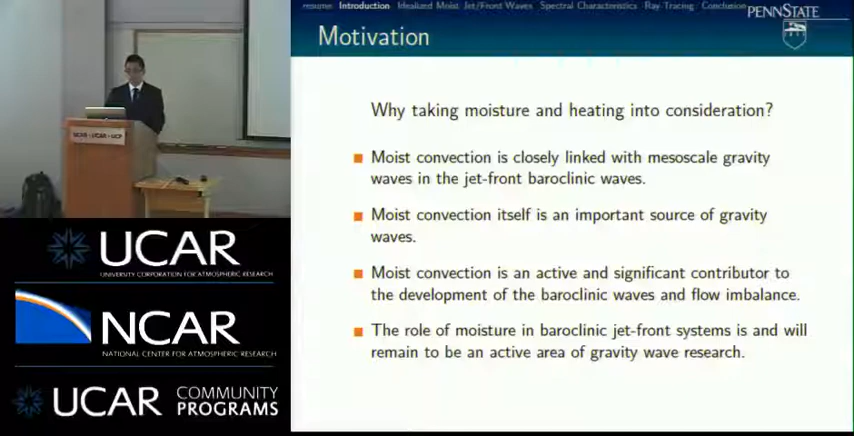 resume Introduction Idealized Moist Jet/Front Waves Spectral Characteristics Ray-Tracing Conclusion
PENNSTATE
Motivation
Why taking moisture and heating into consideration?
Moist convection is closely linked with mesoscale gravity
waves in the jet-front baroclinic waves.
Moist convection itself is an important source of gravity
waves.
Moist convection is an active and significant contributor to
the development of the baroclinic waves and flow imbalance.
The role of moisture in baroclinic jet-front systems is and will
remain to be an active area of gravity wave research.
NCAR • UCAR • UCP
UCAR
UNIVERSITY CORPORATION FOR ATMOSPHERIC RESEARCH
NCAR
NATIONAL CENTER FOR ATMOSPHERIC RESEARCH
UCAR COMMUNITY
PROGRAMS